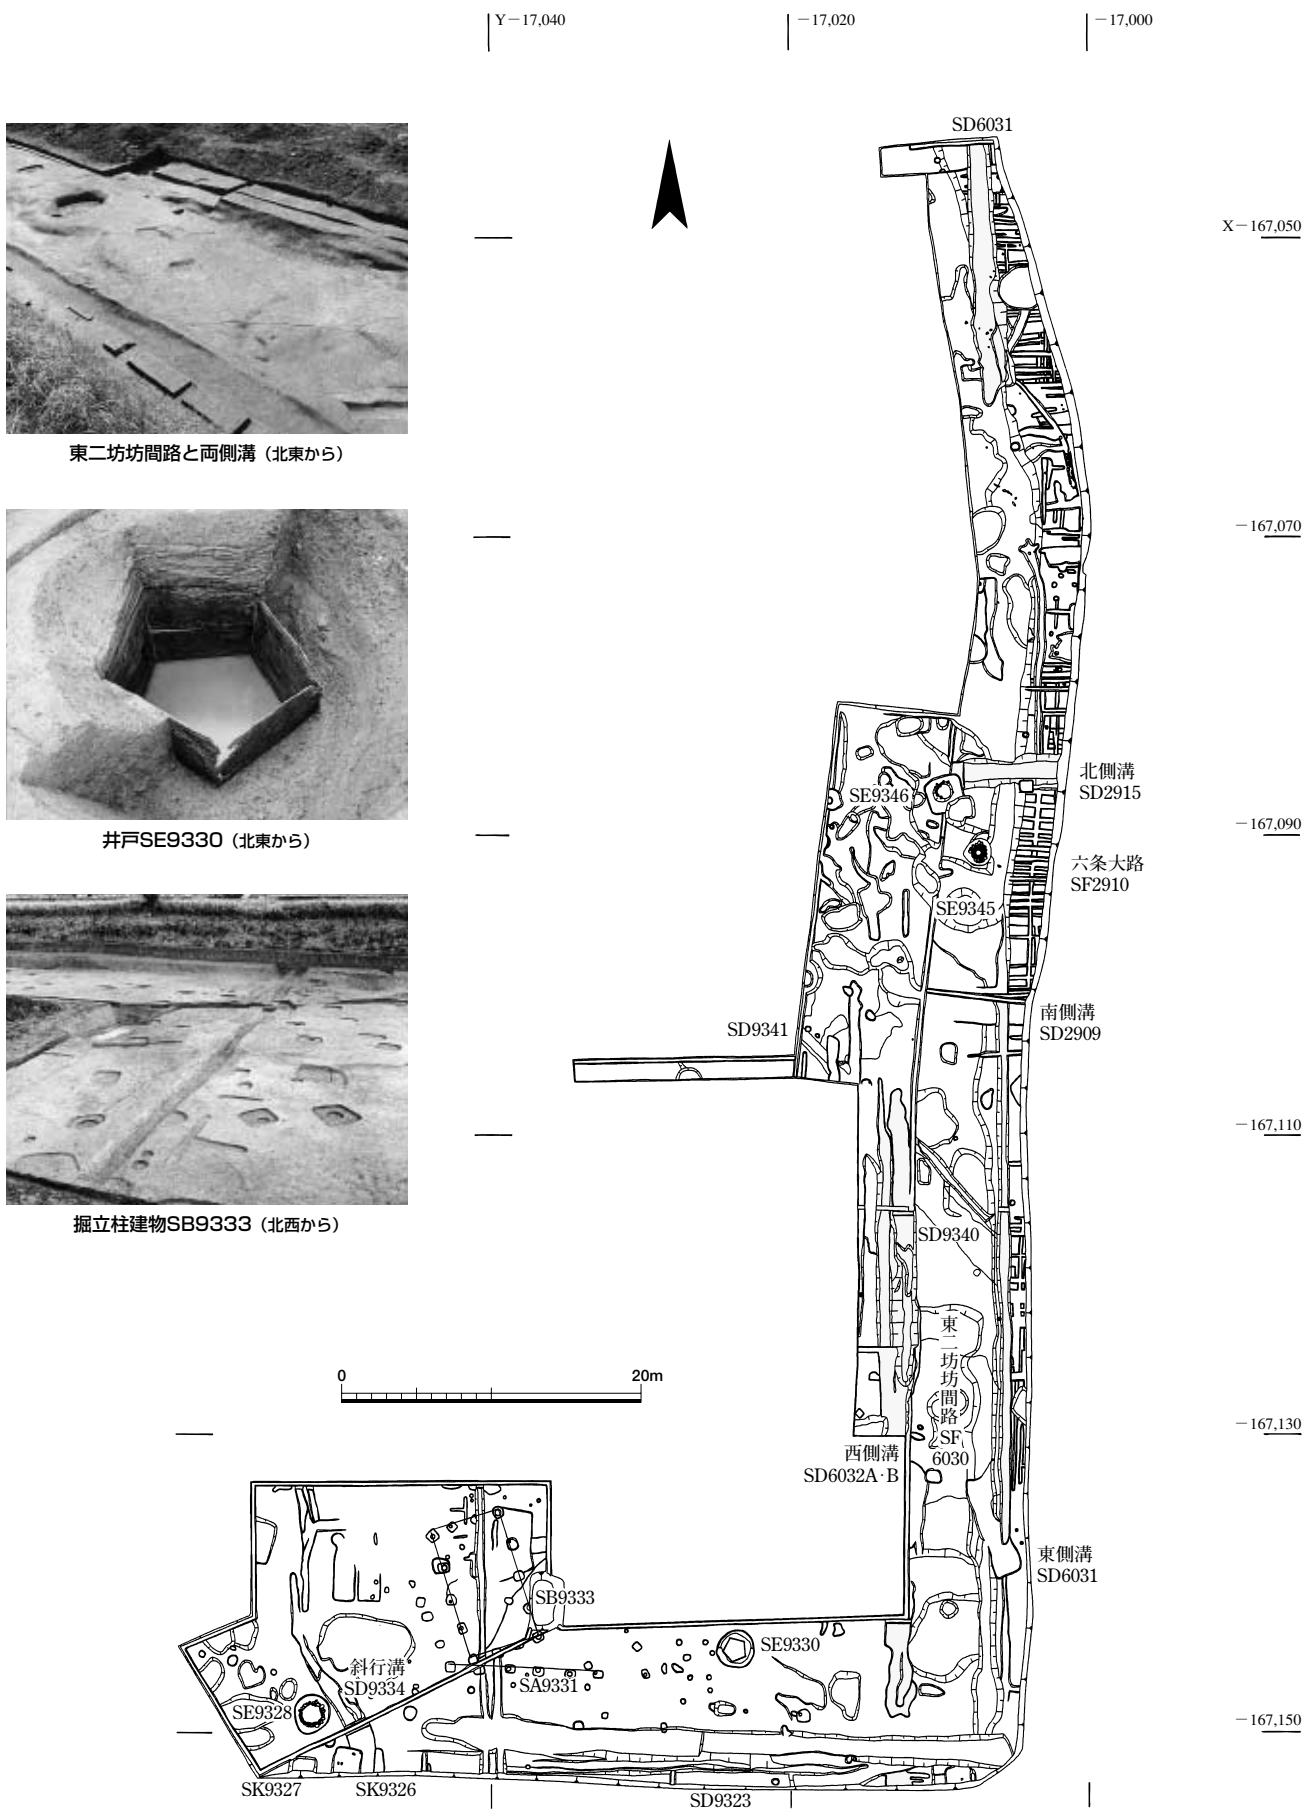 Y−17,040
−17,020
−17,000
SD6031
X−167,050
東二坊坊間路と両側溝（北東から）
−167,070
北側溝
SD2915
SE9346
−167,090
井戸SE9330（北東から）
六条大路
SF2910
SE9345
南側溝
SD2909
SD9341
−167,110
掘立柱建物SB9333（北西から）
SD9340
東二坊坊間路
SF
6030
0
20m
−167,130
西側溝
SD6032A·B
東側溝
SD6031
SB9333
SE9330
斜行溝
SD9334
SA9331
SE9328
−167,150
SK9327
SK9326
SD9323